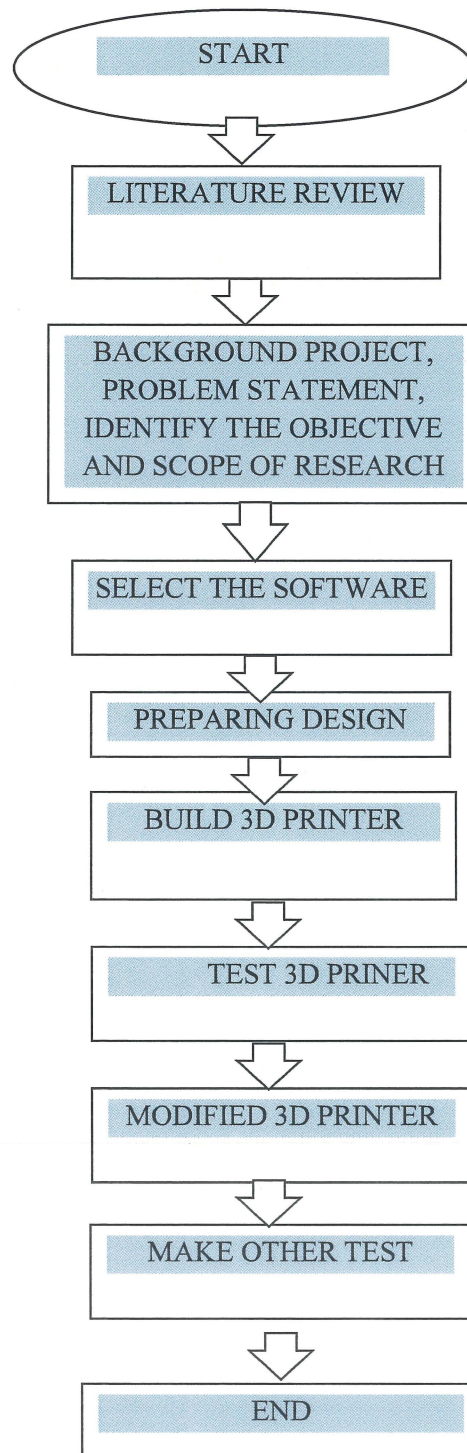 START
LITERATURE REVIEW
BACKGROUND PROJECT,
PROBLEM STATEMENT,
IDENTIFY THE OBJECTIVE
AND SCOPE OF RESEARCH
SELECT THE SOFTWARE
PREPARING DESIGN
BUILD 3D PRINTER
TEST 3D PRINER
MODIFIED 3D PRINTER
MAKE OTHER TEST
END